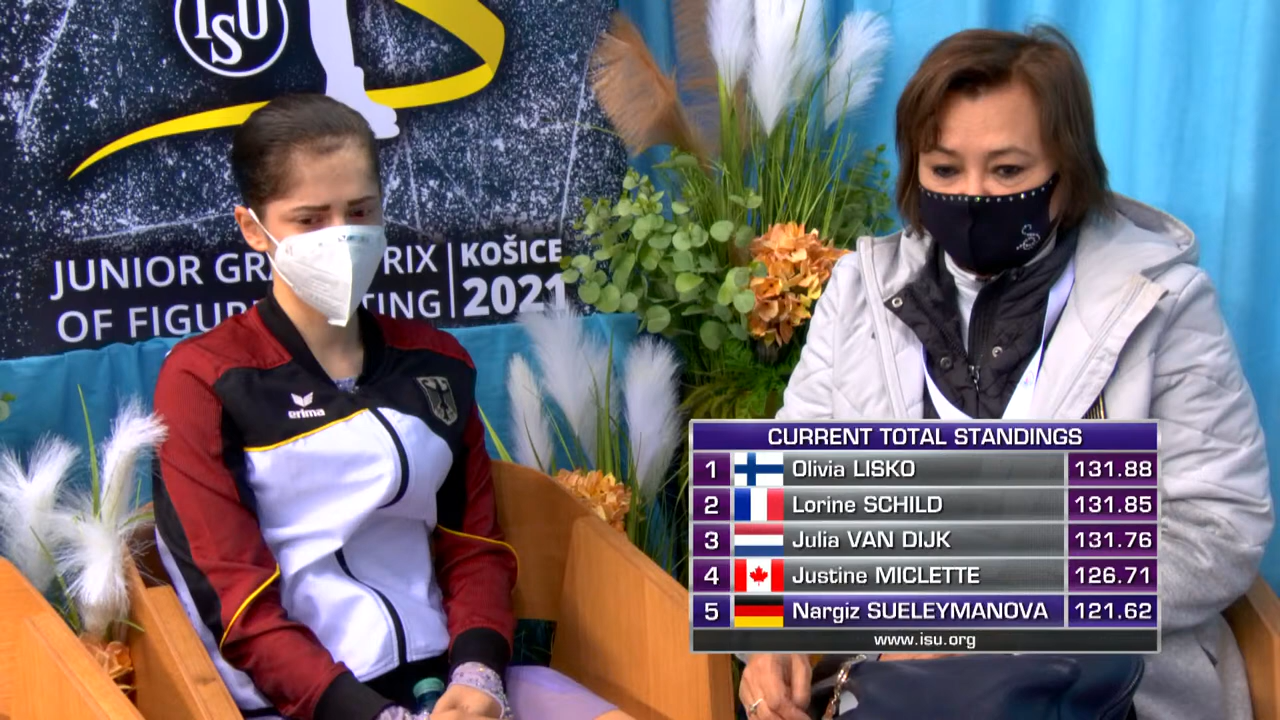 ISU
JUNIOR GR RIX
OF FIGUR TING
KOŠICE
2021
erima
CURRENT TOTAL STANDINGS
1 Olivia LISKO 131.88
2 Lorine SCHILD 131.85
3 Julia VAN DIJK 131.76
4 Justine MICLETTE 126.71
5 Nargiz SUELEYMANOVA 121.62
www.isu.org